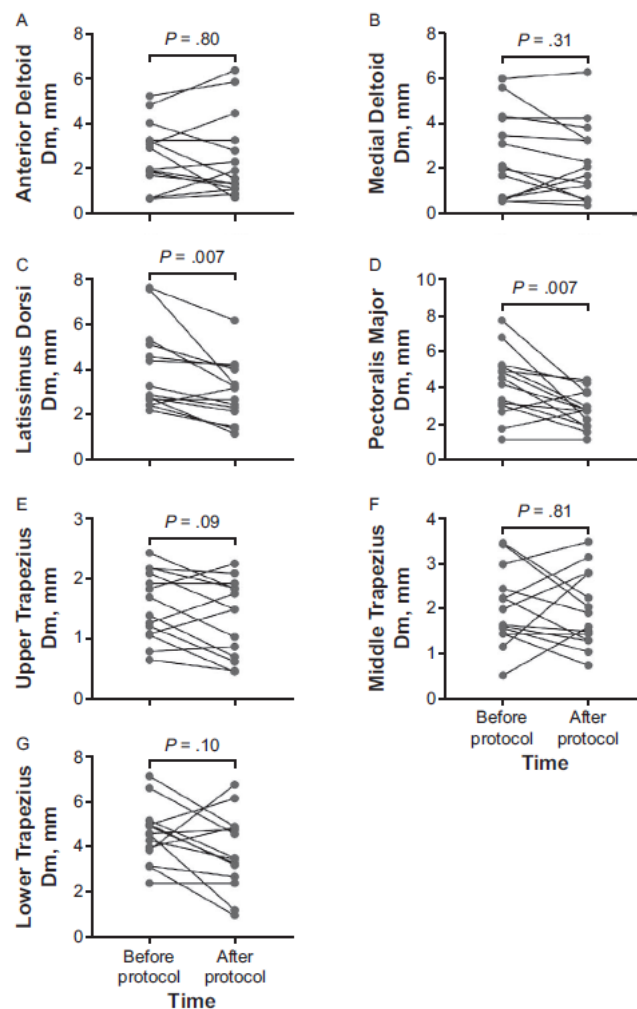 A
Anterior Deltoid
Dm, mm
8
6
4
2
0
P = .80
B
Medial Deltoid
Dm, mm
8
6
4
2
0
P = .31
C
Latissimus Dorsi
Dm, mm
8
6
4
2
0
P = .007
D
Pectoralis Major
Dm, mm
10
8
6
4
2
0
P = .007
E
Upper Trapezius
Dm, mm
3
2
1
0
P = .09
F
Middle Trapezius
Dm, mm
4
3
2
1
0
P = .81
Before
protocol
After
protocol
Time
G
Lower Trapezius
Dm, mm
8
6
4
2
0
P = .10
Before
protocol
After
protocol
Time